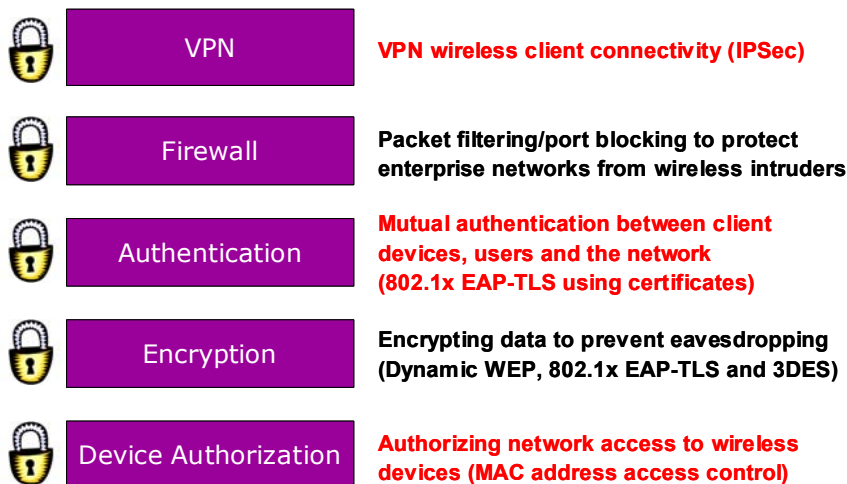 VPN
VPN wireless client connectivity (IPSec)
Firewall
Packet filtering/port blocking to protect
enterprise networks from wireless intruders
Authentication
Mutual authentication between client
devices, users and the network
(802.1x EAP-TLS using certificates)
Encryption
Encrypting data to prevent eavesdropping
(Dynamic WEP, 802.1x EAP-TLS and 3DES)
Device Authorization
Authorizing network access to wireless
devices (MAC address access control)